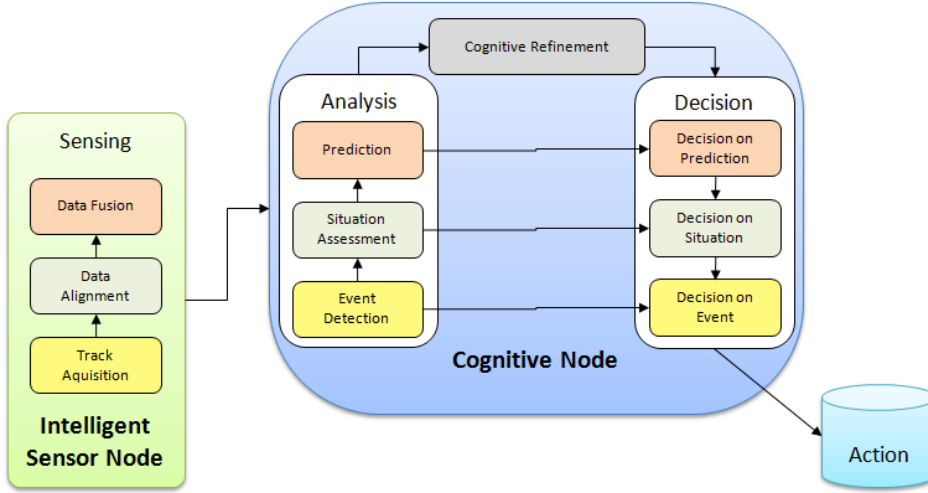 Sensing
Data Fusion
Data
Alignment
Track
Aquisition
Intelligent
Sensor Node
Cognitive Refinement
Analysis
Prediction
Situation
Assessment
Event
Detection
Decision
Decision on
Prediction
Decision on
Situation
Decision on
Event
Cognitive Node
Action